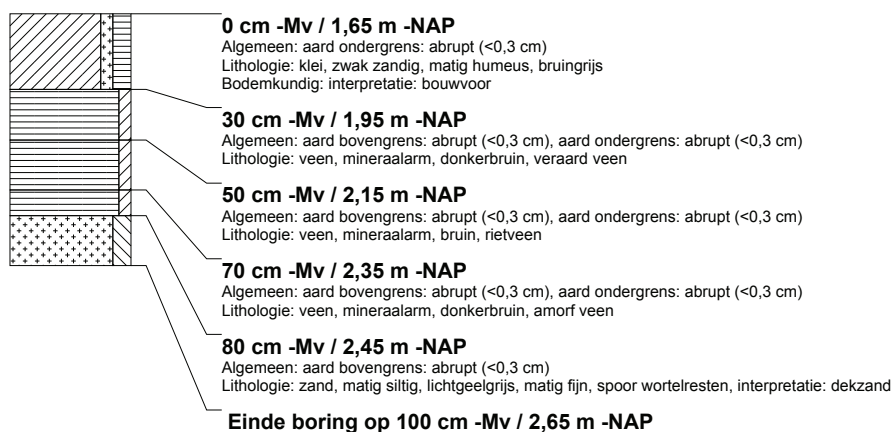 0 cm -Mv / 1,65 m -NAP
Algemeen: aard ondergrens: abrupt (<0,3 cm)
Lithologie: klei, zwak zandig, matig humeus, bruingrijs
Bodemkundig: interpretatie: bouwvoor
30 cm -Mv / 1,95 m -NAP
Algemeen: aard bovengrens: abrupt (<0,3 cm), aard ondergrens: abrupt (<0,3 cm)
Lithologie: veen, mineraalarm, donkerbruin, veraard veen
50 cm -Mv / 2,15 m -NAP
Algemeen: aard bovengrens: abrupt (<0,3 cm), aard ondergrens: abrupt (<0,3 cm)
Lithologie: veen, mineraalarm, bruin, rietveen
70 cm -Mv / 2,35 m -NAP
Algemeen: aard bovengrens: abrupt (<0,3 cm), aard ondergrens: abrupt (<0,3 cm)
Lithologie: veen, mineraalarm, donkerbruin, amorf veen
80 cm -Mv / 2,45 m -NAP
Algemeen: aard bovengrens: abrupt (<0,3 cm)
Lithologie: zand, matig siltig, lichtgeelgrijs, matig fijn, spoor wortelresten, interpretatie: dekzand
Einde boring op 100 cm -Mv / 2,65 m -NAP